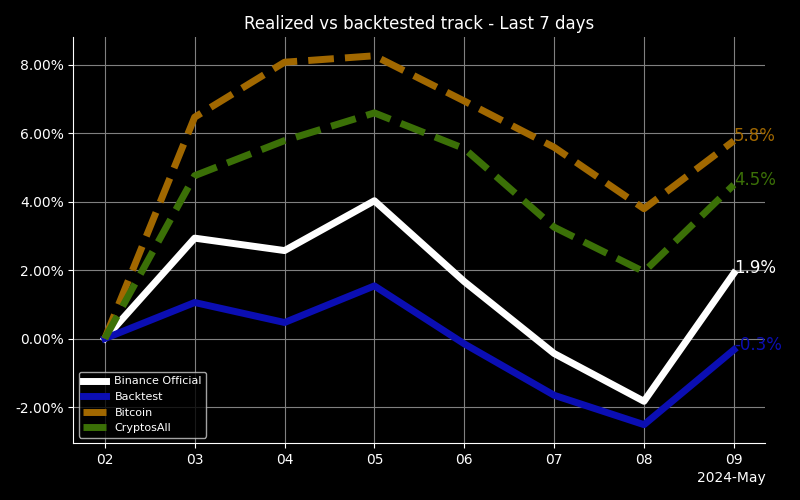 Realized vs backtested track - Last 7 days
8.00%
6.00%
4.00%
2.00%
0.00%
-2.00%
5.8%
4.5%
1.9%
-0.3%
Binance Official
Backtest
Bitcoin
CryptosAll
02 03 04 05 06 07 08 09
2024-May